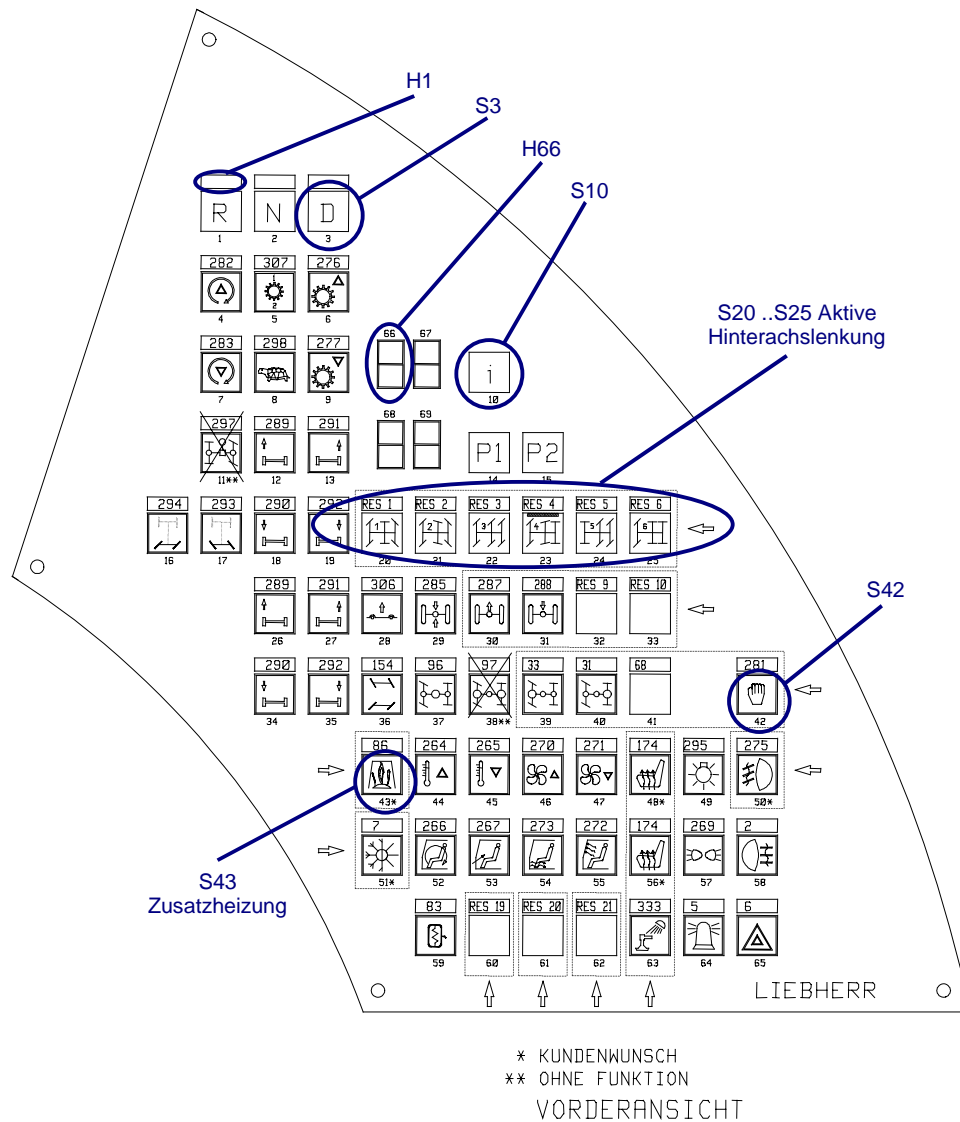 H1
S3
H66
S10
R N D
1 2 3
282 307 276
1
2
4 5 6
66 67
S20 ..S25 Aktive
Hinterachslenkung
283 298 277
i
7 8 9
10
68 69
297 289 291
P1 P2
11** 12 13
14 15
294 293 290 292 RES 1 RES 2 RES 3 RES 4 RES 5 RES 6
1 2 3 4 5 6
16 17 18 19 20 21 22 23 24 25
289 291 306 285 287 288 RES 9 RES 10
S42
26 27 28 29 30 31 32 33
290 292 154 96 97 33 31 68 281
34 35 36 37 38** 39 40 41 42
86 264 265 270 271 174 295 275
43* 44 45 46 47 48* 49 50*
7 266 267 273 272 174 269 2
51* 52 53 54 55 56* 57 58
S43
Zusatzheizung
83 RES 19 RES 20 RES 21 333 5 6
59 60 61 62 63 64 65
LIEBHERR
* KUNDENWUNSCH
** OHNE FUNKTION
VORDERANSICHT